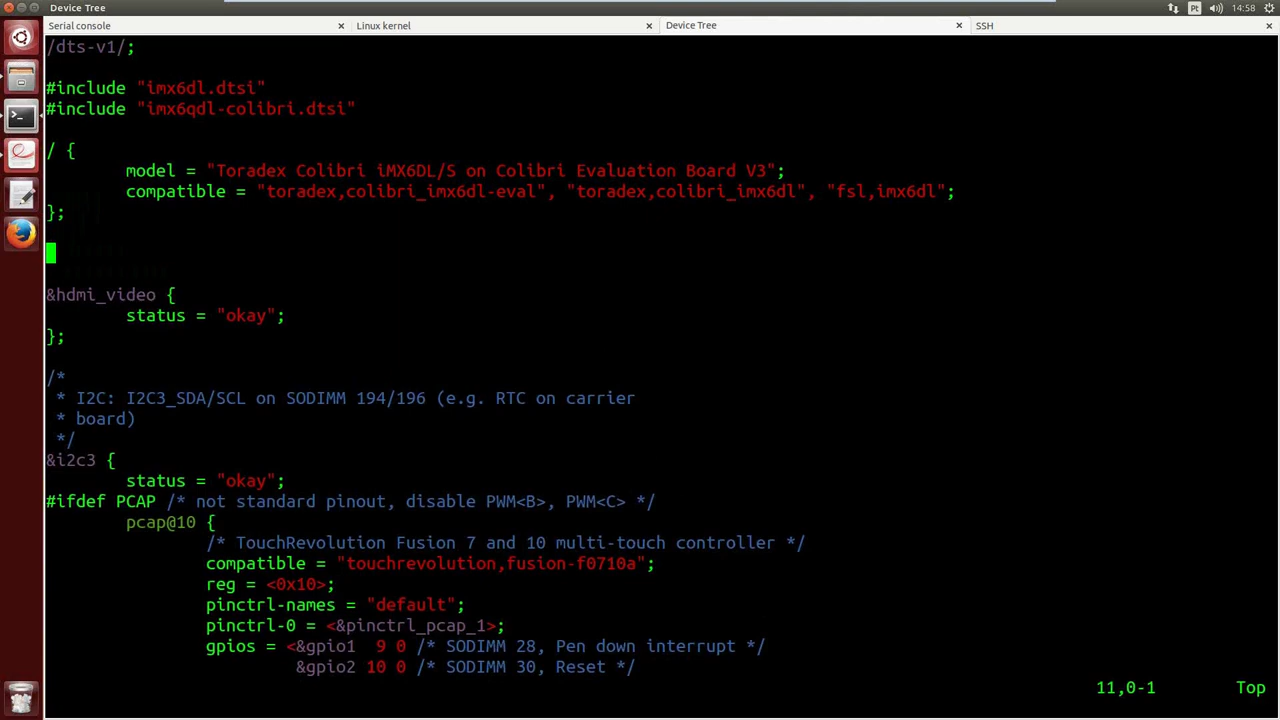 Device Tree
Pt
14:58
Serial console
Linux kernel
Device Tree
SSH
/dts-v1/;
#include "imx6dl.dtsi"
#include "imx6qdl-colibri.dtsi"
/ {
model = "Toradex Colibri iMX6DL/S on Colibri Evaluation Board V3";
compatible = "toradex,colibri_imx6dl-eval", "toradex,colibri_imx6dl", "fsl,imx6dl";
};
&hdmi_video {
status = "okay";
};
/*
* I2C: I2C3_SDA/SCL on SODIMM 194/196 (e.g. RTC on carrier
* board)
*/
&i2c3 {
status = "okay";
#ifdef PCAP /* not standard pinout, disable PWM<B>, PWM<C> */
pcap@10 {
/* TouchRevolution Fusion 7 and 10 multi-touch controller */
compatible = "touchrevolution,fusion-f0710a";
reg = <0x10>;
pinctrl-names = "default";
pinctrl-0 = <&pinctrl_pcap_1>;
gpios = <&gpio1  9 0 /* SODIMM 28, Pen down interrupt */
&gpio2 10 0 /* SODIMM 30, Reset */
11,0-1
Top